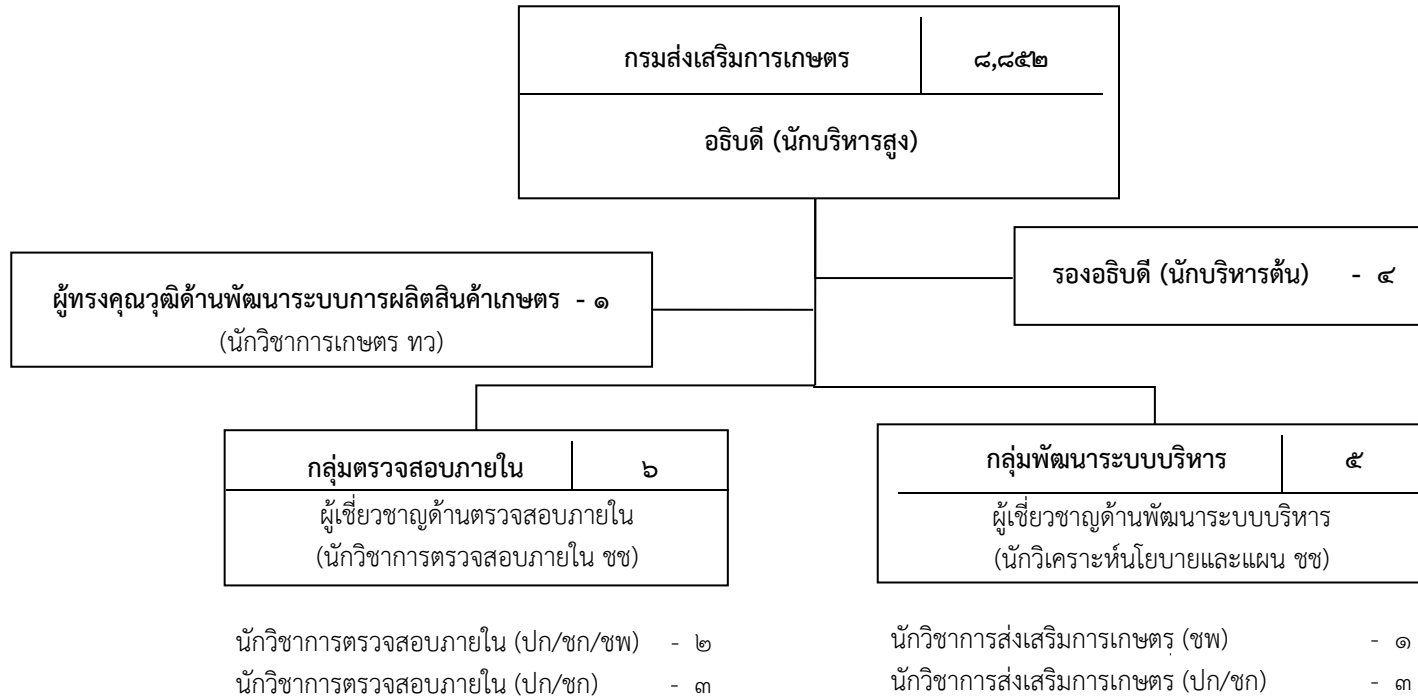 กรมส่งเสริมการเกษตร ๘,๘๕๒
อธิบดี (นักบริหารสูง)
รองอธิบดี (นักบริหารต้น) - ๔
ผู้ทรงคุณวุฒิด้านพัฒนาระบบการผลิตสินค้าเกษตร - ๑
(นักวิชาการเกษตร ทว)
กลุ่มตรวจสอบภายใน ๖
ผู้เชี่ยวชาญด้านตรวจสอบภายใน
(นักวิชาการตรวจสอบภายใน ชช)
นักวิชาการตรวจสอบภายใน (ปก/ชก/ชพ) - ๒
นักวิชาการตรวจสอบภายใน (ปก/ชก) - ๓
กลุ่มพัฒนาระบบบริหาร ๕
ผู้เชี่ยวชาญด้านพัฒนาระบบบริหาร
(นักวิเคราะห์นโยบายและแผน ชช)
นักวิชาการส่งเสริมการเกษตร (ชพ) - ๑
นักวิชาการส่งเสริมการเกษตร (ปก/ชก) - ๓